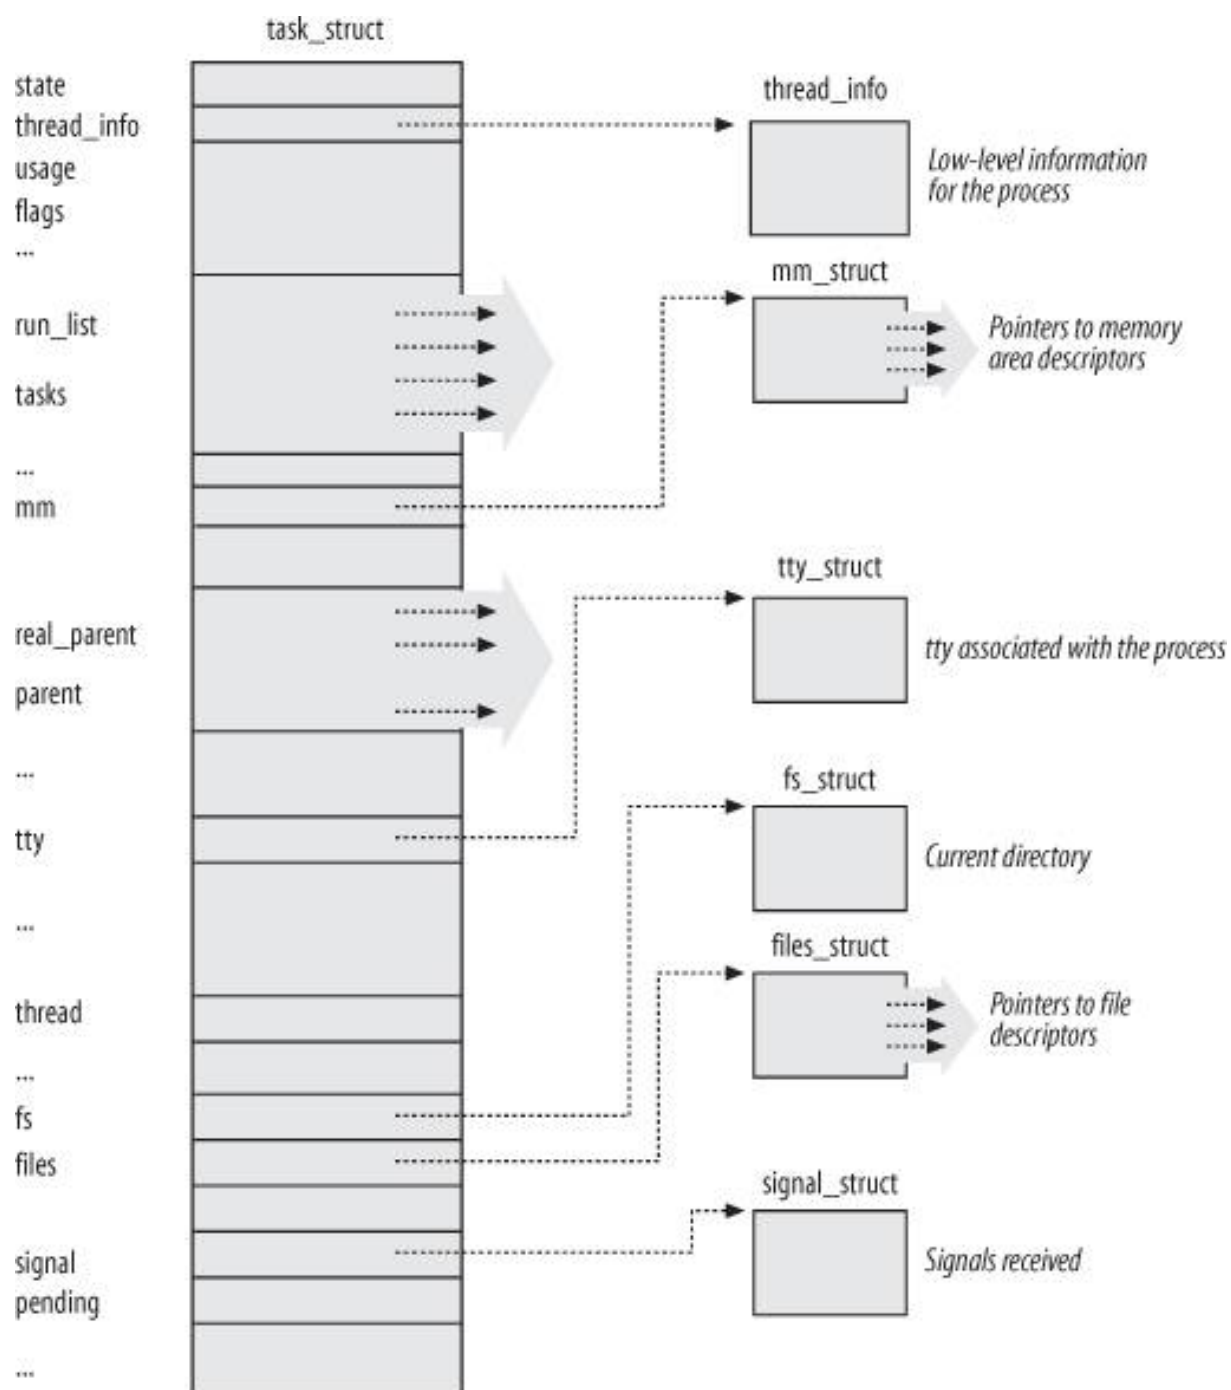 task_struct
state
thread_info
usage
flags
...
run_list
tasks
...
mm
real_parent
parent
...
tty
...
thread
...
fs
files
signal
pending
...
thread_info
Low-level information
for the process
mm_struct
Pointers to memory
area descriptors
tty_struct
tty associated with the process
fs_struct
Current directory
files_struct
Pointers to file
descriptors
signal_struct
Signals received